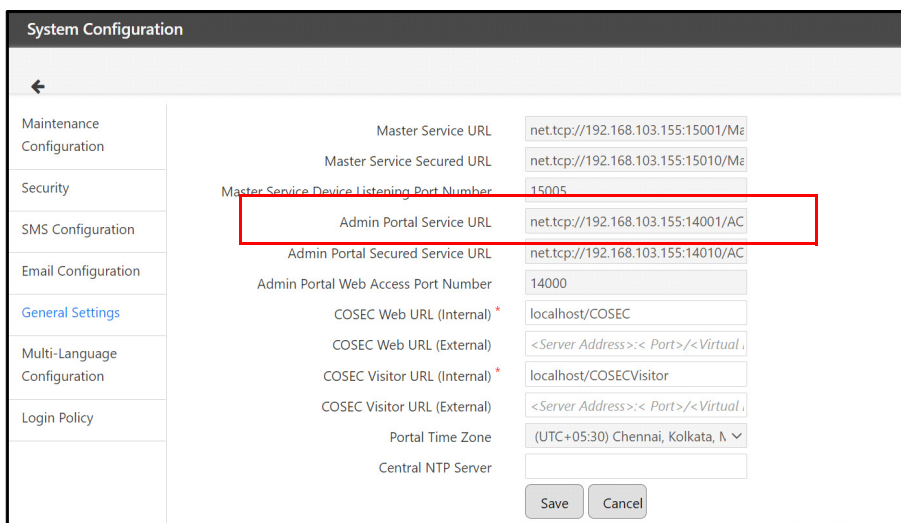 System Configuration
Maintenance
Configuration
Security
SMS Configuration
Email Configuration
General Settings
Multi-Language
Configuration
Login Policy
Master Service URL net.tcp://192.168.103.155:15001/Ma
Master Service Secured URL net.tcp://192.168.103.155:15010/Ma
Master Service Device Listening Port Number 15005
Admin Portal Service URL net.tcp://192.168.103.155:14001/AC
Admin Portal Secured Service URL net.tcp://192.168.103.155:14010/AC
Admin Portal Web Access Port Number 14000
COSEC Web URL (Internal) * localhost/COSEC
COSEC Web URL (External) <Server Address>:< Port>/<Virtual
COSEC Visitor URL (Internal) * localhost/COSECVisitor
COSEC Visitor URL (External) <Server Address>:< Port>/<Virtual
Portal Time Zone (UTC+05:30) Chennai, Kolkata,
Central NTP Server
Save Cancel